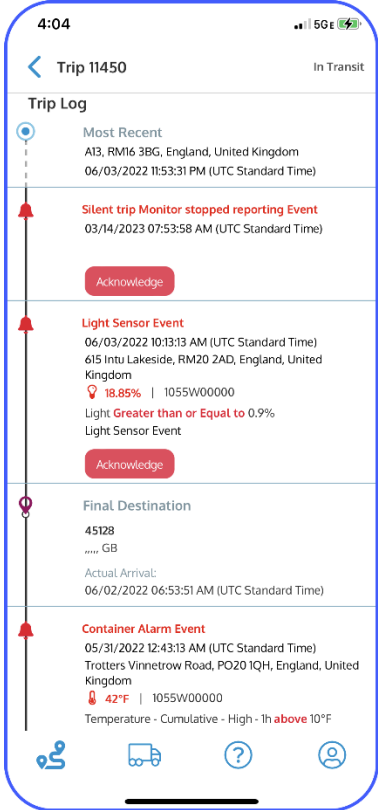 4:04
5G E
Trip 11450
In Transit
Trip Log
Most Recent
A13, RM16 3BG, England, United Kingdom
06/03/2022 11:53:31 PM (UTC Standard Time)
Silent trip Monitor stopped reporting Event
03/14/2023 07:53:58 AM (UTC Standard Time)
Acknowledge
Light Sensor Event
06/03/2022 10:13:13 AM (UTC Standard Time)
615 Intu Lakeside, RM20 2AD, England, United
Kingdom
18.85% | 1055W00000
Light Greater than or Equal to 0.9%
Light Sensor Event
Acknowledge
Final Destination
45128
,,,,, GB
Actual Arrival:
06/02/2022 06:53:51 AM (UTC Standard Time)
Container Alarm Event
05/31/2022 12:43:13 AM (UTC Standard Time)
Trotters Vinnetrow Road, PO20 1QH, England, United
Kingdom
42°F | 1055W00000
Temperature - Cumulative - High - 1h above 10°F
?